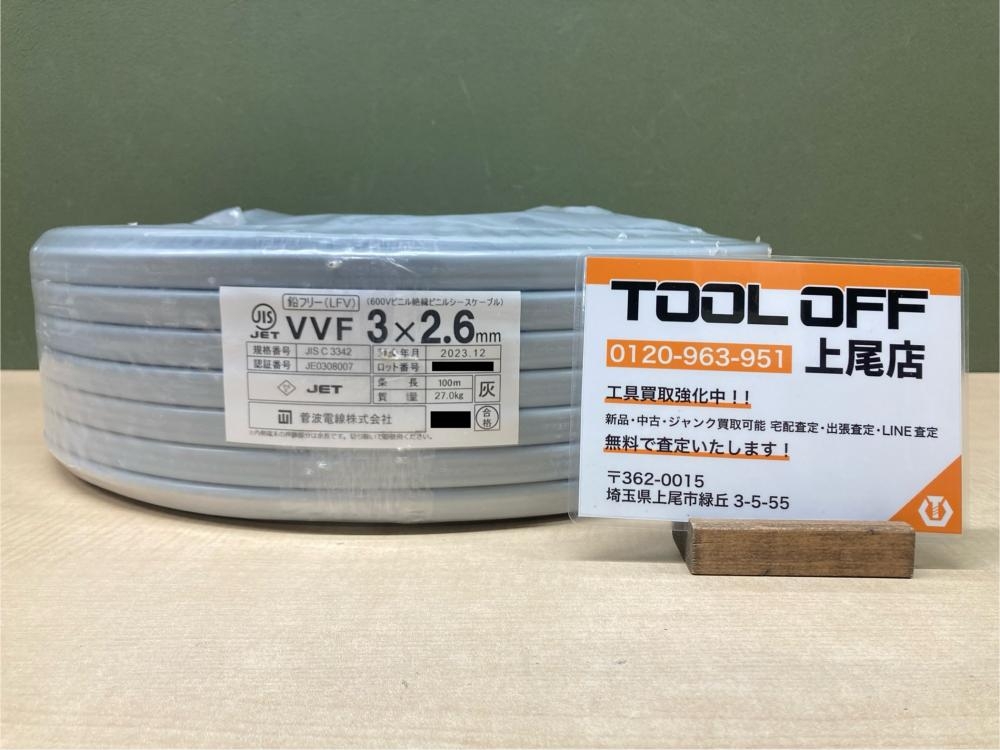 鉛フリー(LFV)
(600Vビニル絶縁ビニルシースケーブル)
JIS
JET
VVF 3×2.6mm
規格番号 JIS C 3342 年月 2023.12
認証番号 JE0308007 ロット番号
JET 条長 100m 灰
質量 27.0kg
菅波電線株式会社 合格
TOOL OFF
0120-963-951 上尾店
工具買取強化中!!
新品・中古・ジャンク買取可能 宅配査定・出張査定・LINE査定
無料で査定いたします!
〒362-0015
埼玉県上尾市緑丘 3-5-55